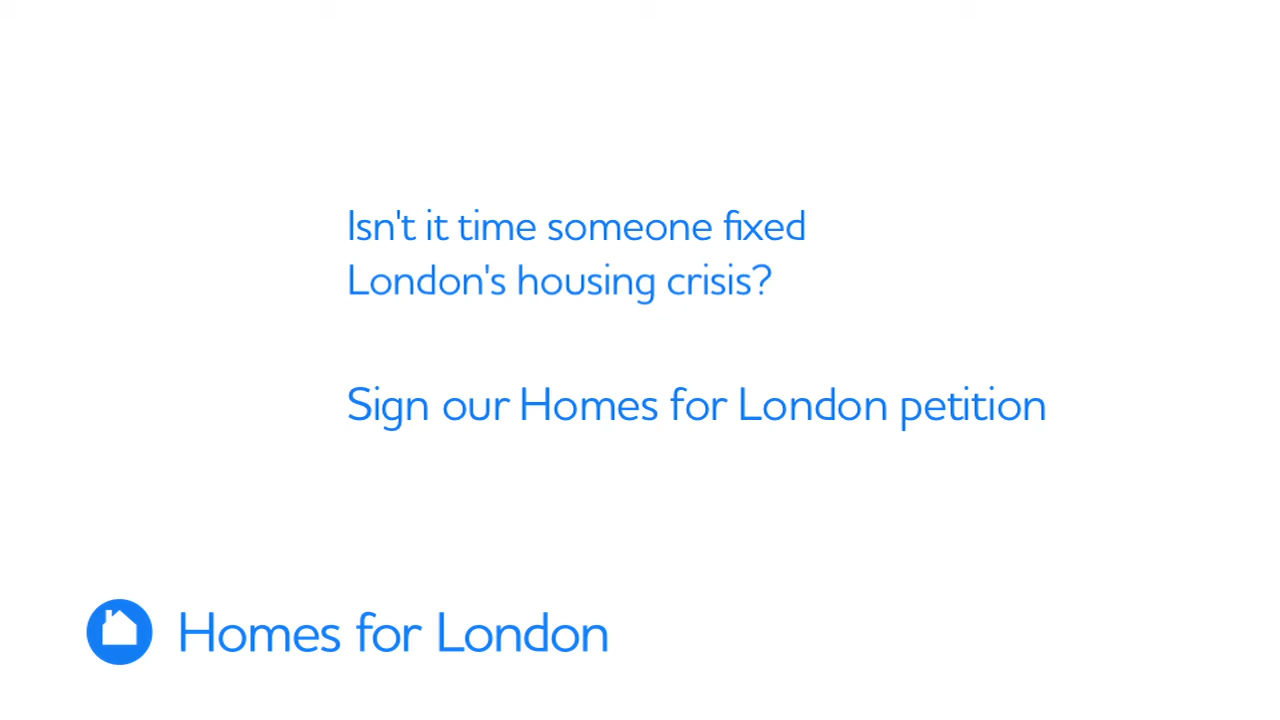 Isn't it time someone fixed
London's housing crisis?
Sign our Homes for London petition
Homes for London